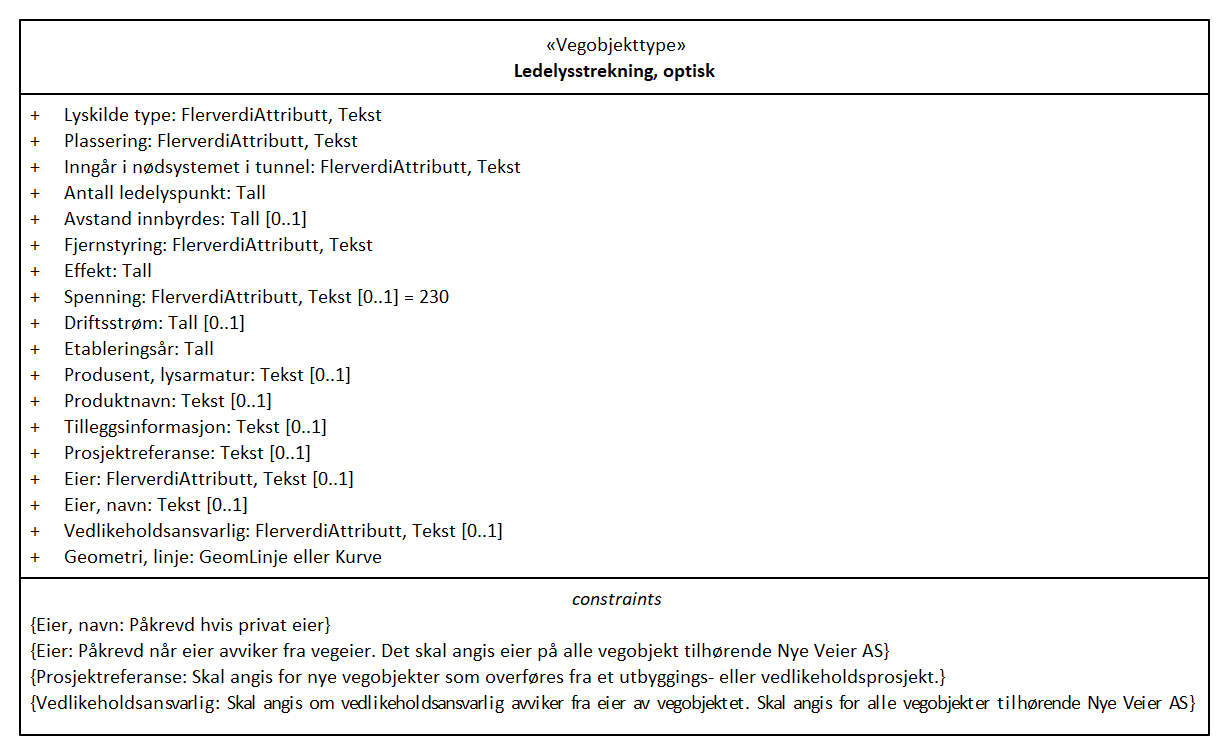 «Vegobjekttype»
Ledelysstrekning, optisk
+ Lyskilde type: FlerverdiAttributt, Tekst
+ Plassering: FlerverdiAttributt, Tekst
+ Inngår i nødsystemet i tunnel: FlerverdiAttributt, Tekst
+ Antall ledelyspunkt: Tall
+ Avstand innbyrdes: Tall [0..1]
+ Fjernstyring: FlerverdiAttributt, Tekst
+ Effekt: Tall
+ Spenning: FlerverdiAttributt, Tekst [0..1] = 230
+ Driftsstrøm: Tall [0..1]
+ Etableringsår: Tall
+ Produsent, lysarmatur: Tekst [0..1]
+ Produktnavn: Tekst [0..1]
+ Tilleggsinformasjon: Tekst [0..1]
+ Prosjektreferanse: Tekst [0..1]
+ Eier: FlerverdiAttributt, Tekst [0..1]
+ Eier, navn: Tekst [0..1]
+ Vedlikeholdsansvarlig: FlerverdiAttributt, Tekst [0..1]
+ Geometri, linje: GeomLinje eller Kurve
constraints
{Eier, navn: Påkrevd hvis privat eier}
{Eier: Påkrevd når eier avviker fra vegeier. Det skal angis eier på alle vegobjekt tilhørende Nye Veier AS}
{Prosjektreferanse: Skal angis for nye vegobjekter som overføres fra et utbyggings- eller vedlikeholdsprosjekt.}
{Vedlikeholdsansvarlig: Skal angis om vedlikeholdsansvarlig avviker fra eier av vegobjektet. Skal angis for alle vegobjekter tilhørende Nye Veier AS}